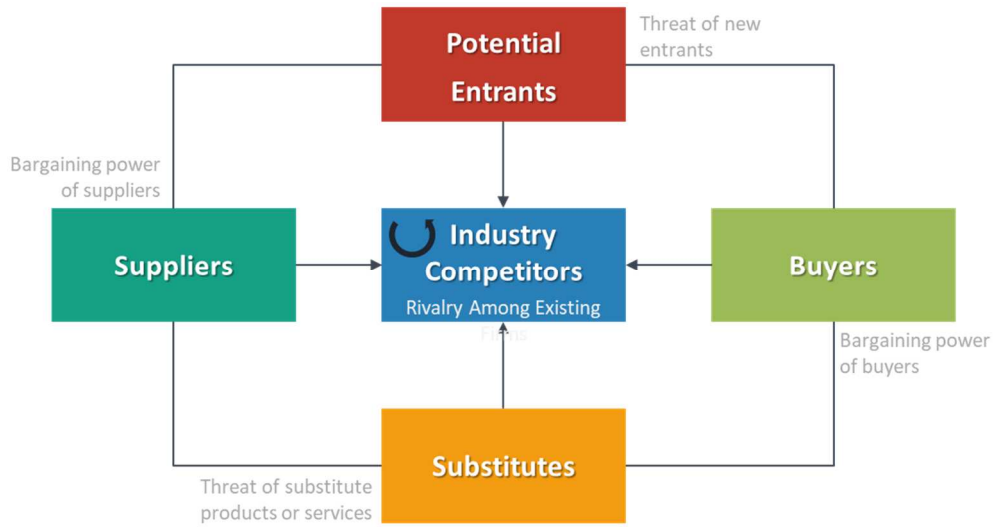 Potential
Entrants
Threat of new
entrants
Bargaining power
of suppliers
Suppliers
Industry
Competitors
Rivalry Among Existing
Firms
Buyers
Bargaining power
of buyers
Substitutes
Threat of substitute
products or services